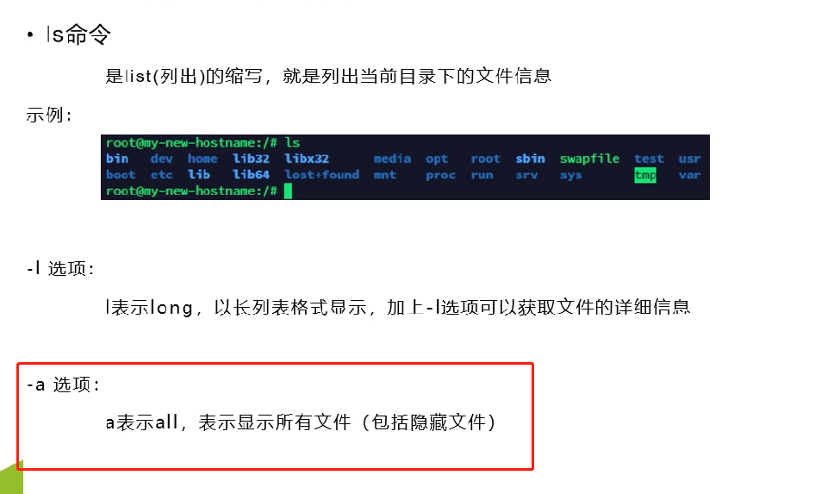 • ls命令
是list(列出)的缩写，就是列出当前目录下的文件信息
示例：
root@my-new-hostname:/# ls
bin dev home lib32 libx32 media opt root sbin swapfile test usr
boot etc lib lib64 lost+found mnt proc run srv sys tmp var
root@my-new-hostname:/#
-l 选项：
l表示long，以长列表格式显示，加上-l选项可以获取文件的详细信息
-a 选项：
a表示all，表示显示所有文件（包括隐藏文件）